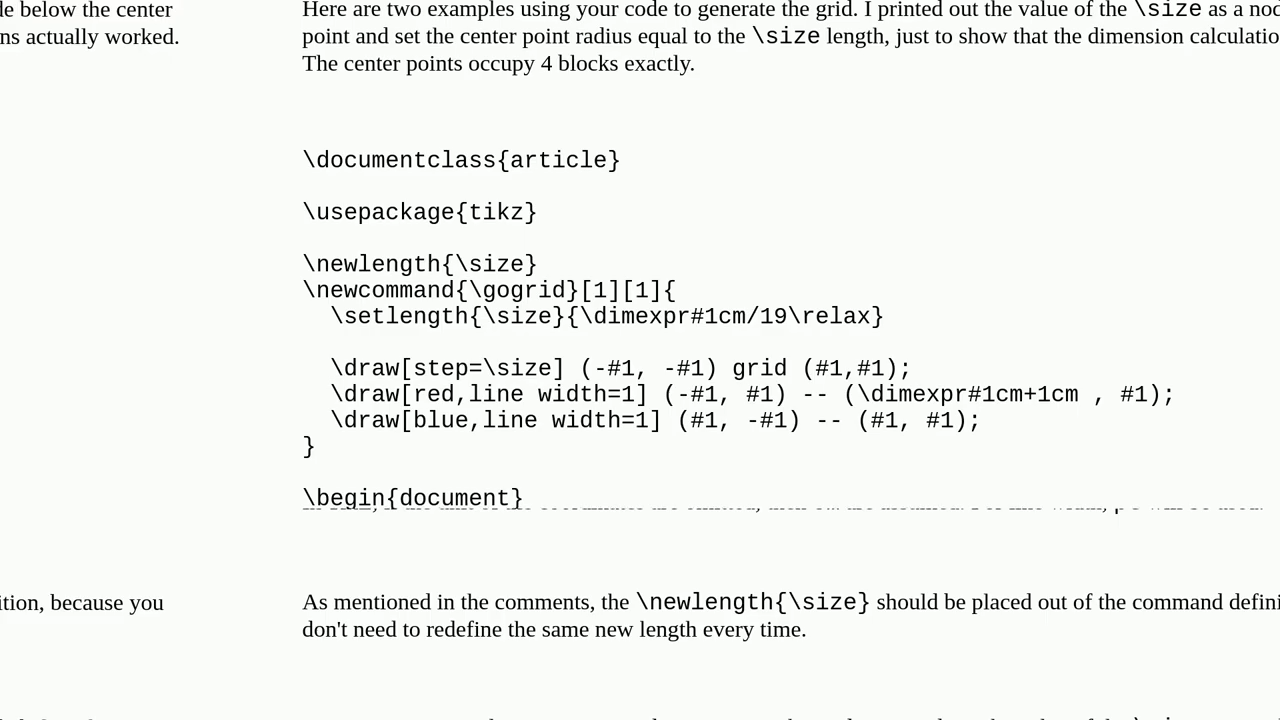 de below the center
ns actually worked.
Here are two examples using your code to generate the grid. I printed out the value of the \size as a nod
point and set the center point radius equal to the \size length, just to show that the dimension calculatio
The center points occupy 4 blocks exactly.
\documentclass{article}
\usepackage{tikz}
\newlength{\size}
\newcommand{\gogrid}[1][1]{
\setlength{\size}{\dimexpr#1cm/19\relax}
\draw[step=\size] (-#1, -#1) grid (#1,#1);
\draw[red,line width=1] (-#1, #1) -- (\dimexpr#1cm+1cm , #1);
\draw[blue,line width=1] (#1, -#1) -- (#1, #1);
}
\begin{document}
ition, because you
As mentioned in the comments, the \newlength{\size} should be placed out of the command defini
don't need to redefine the same new length every time.